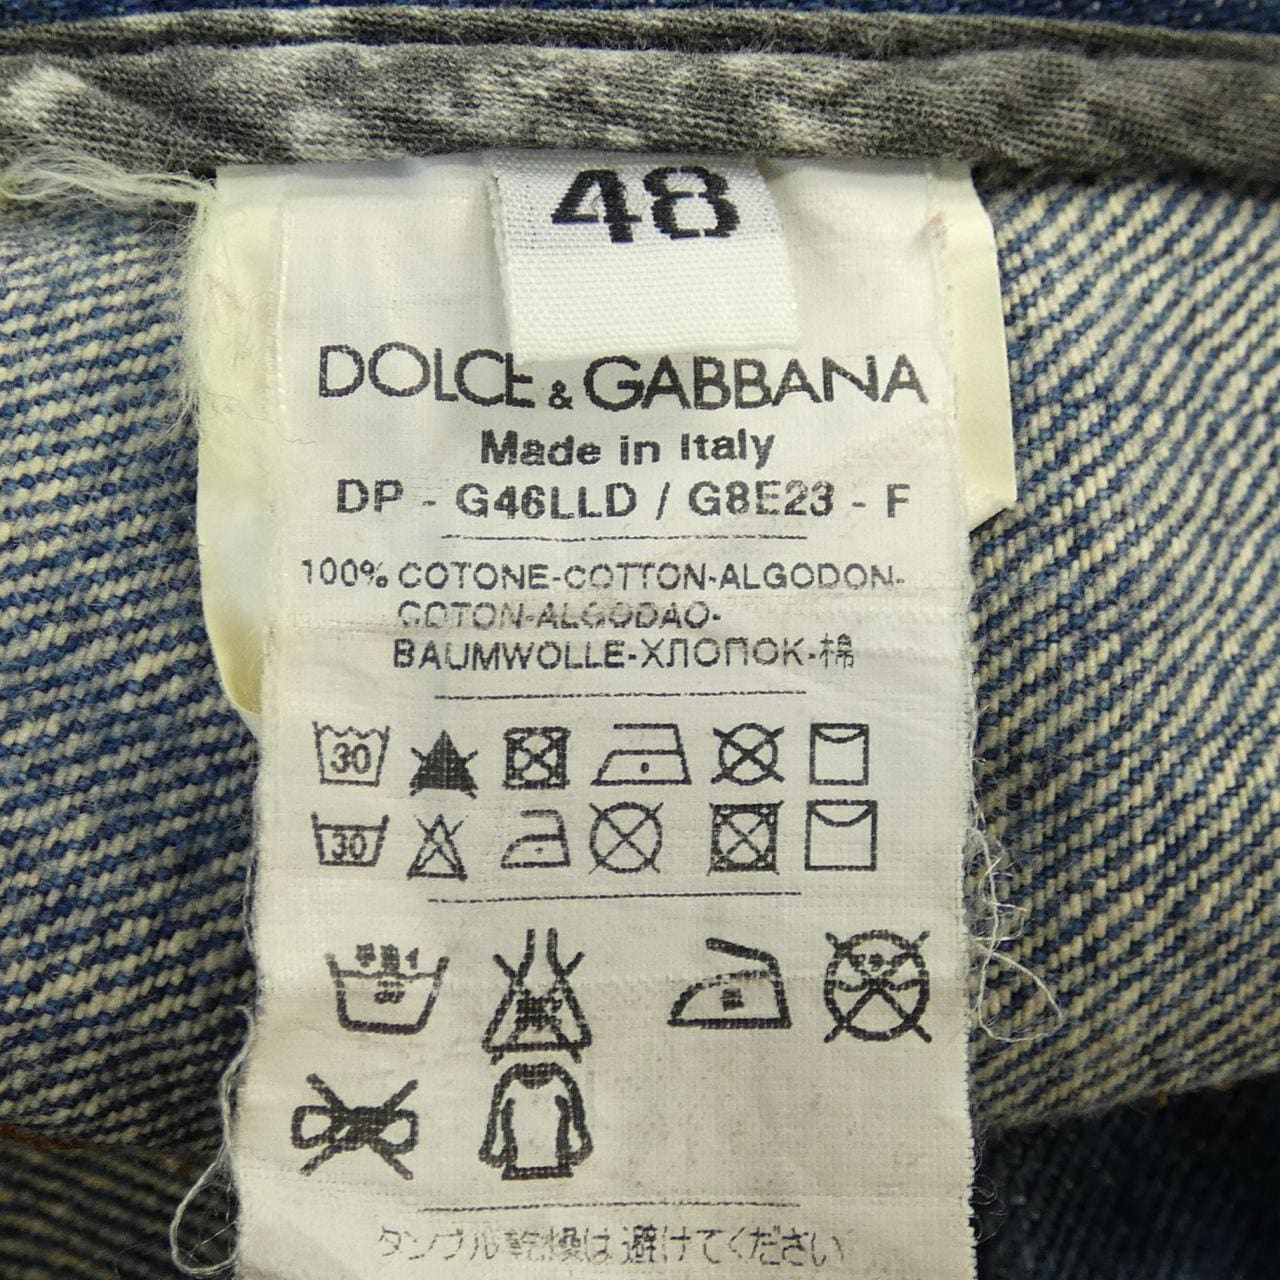 48
DOLCE & GABBANA
Made in Italy
DP - G46LLD / G8E23 - F
100% COTONE-COTTON-ALGODON-
COTON-ALGODAO-
BAUMWOLLE-ХЛОПОК-棉
30
30
タンブル乾燥は避けてください